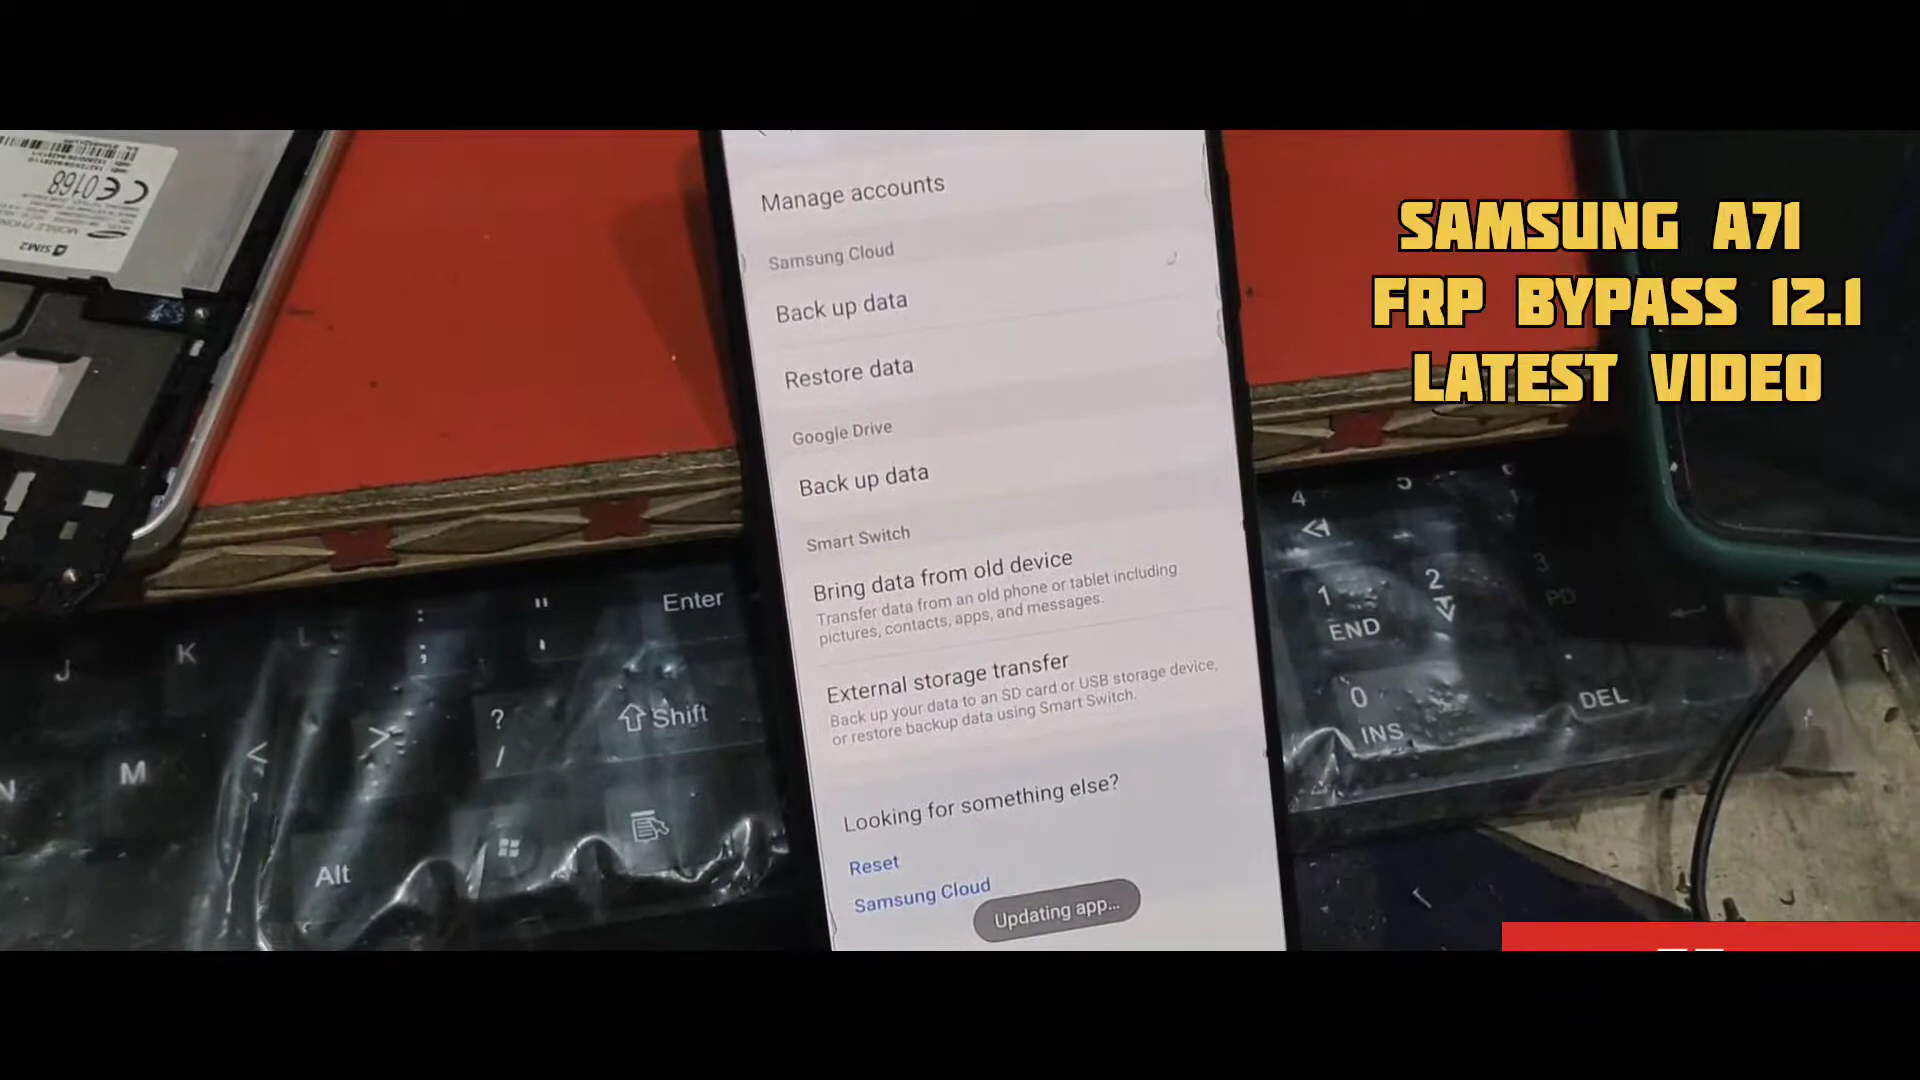 SAMSUNG A71
FRP BYPASS 12.1
LATEST VIDEO
Manage accounts
Samsung Cloud
Back up data
Restore data
Google Drive
Back up data
Smart Switch
Bring data from old device
Transfer data from an old phone or tablet including
pictures, contacts, apps, and messages.
External storage transfer
Back up your data to an SD card or USB storage device,
or restore backup data using Smart Switch.
Looking for something else?
Reset
Samsung Cloud
Updating app...
CE0168
SIM2
J
K
L
:
;
"
'
Enter
N
M
<
,
>
?
/
Shift
Alt
4
5
1
END
2
3
PD
0
INS
DEL